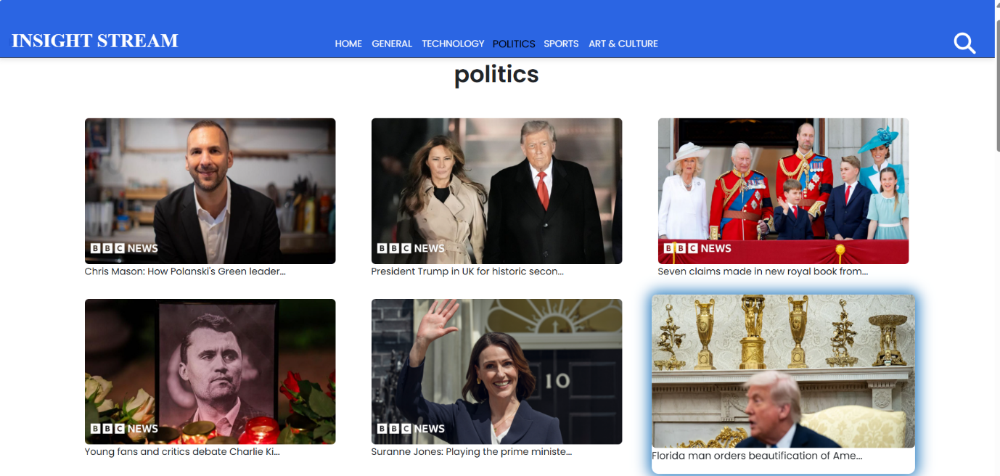 INSIGHT STREAM
HOME GENERAL TECHNOLOGY POLITICS SPORTS ART & CULTURE
politics
BBC NEWS
BBC NEWS
BBC NEWS
Chris Mason: How Polanski's Green leader...
President Trump in UK for historic secon...
Seven claims made in new royal book from...
10
BBC NEWS
BBC NEWS
Young fans and critics debate Charlie Ki...
Suranne Jones: Playing the prime ministe...
Florida man orders beautification of Ame...